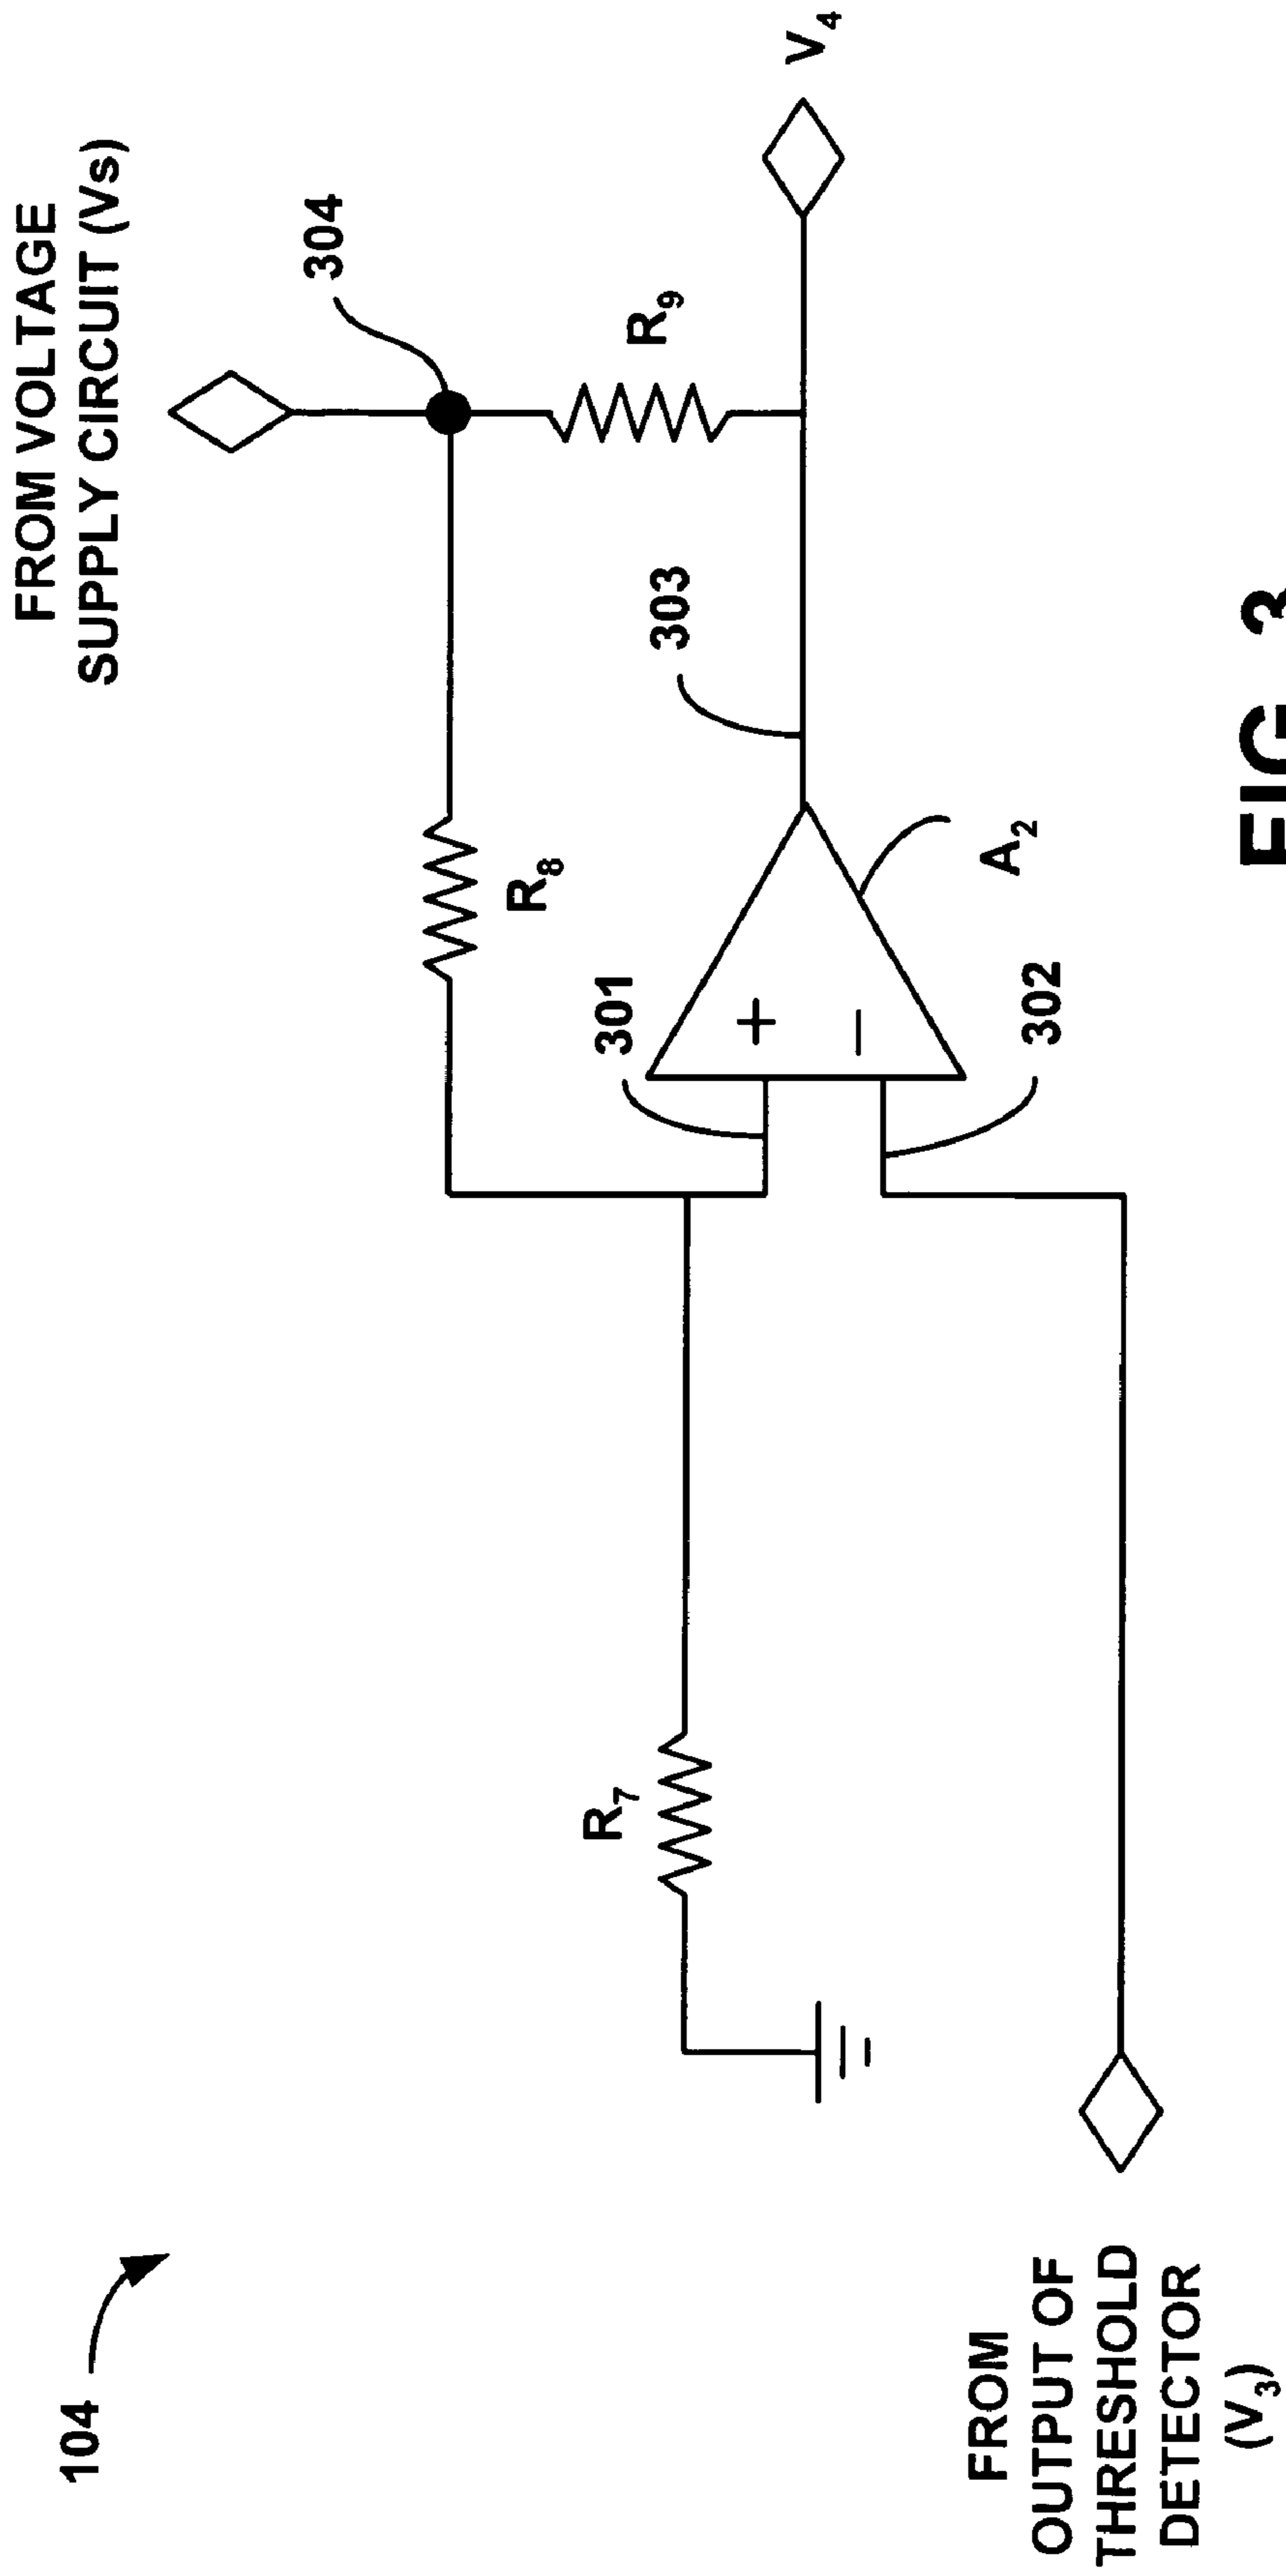 104
FROM VOLTAGE
SUPPLY CIRCUIT (Vs)
304
R8
R9
303
301
R7
+
−
V4
302
A2
FROM
OUTPUT OF
THRESHOLD
DETECTOR
(V3)
FIG. 3